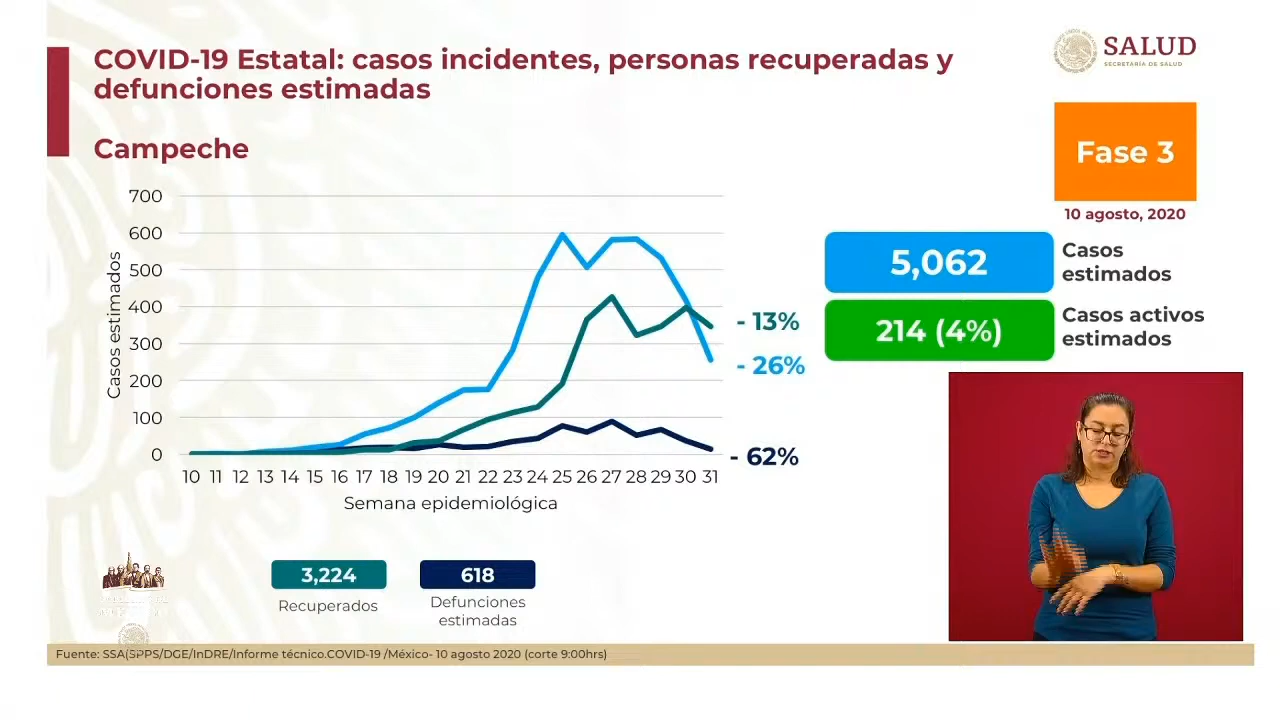 COVID-19 Estatal: casos incidentes, personas recuperadas y
defunciones estimadas
Campeche
SALUD
SECRETARÍA DE SALUD
Fase 3
10 agosto, 2020
700
600
500
400
300
200
100
0
Casos estimados
10 11 12 13 14 15 16 17 18 19 20 21 22 23 24 25 26 27 28 29 30 31
Semana epidemiológica
- 13%
- 26%
- 62%
5,062
Casos
estimados
214 (4%)
Casos activos
estimados
3,224
Recuperados
618
Defunciones
estimadas
Fuente: SSA(SPPS/DGE/InDRE/Informe técnico.COVID-19 /México- 10 agosto 2020 (corte 9:00hrs)